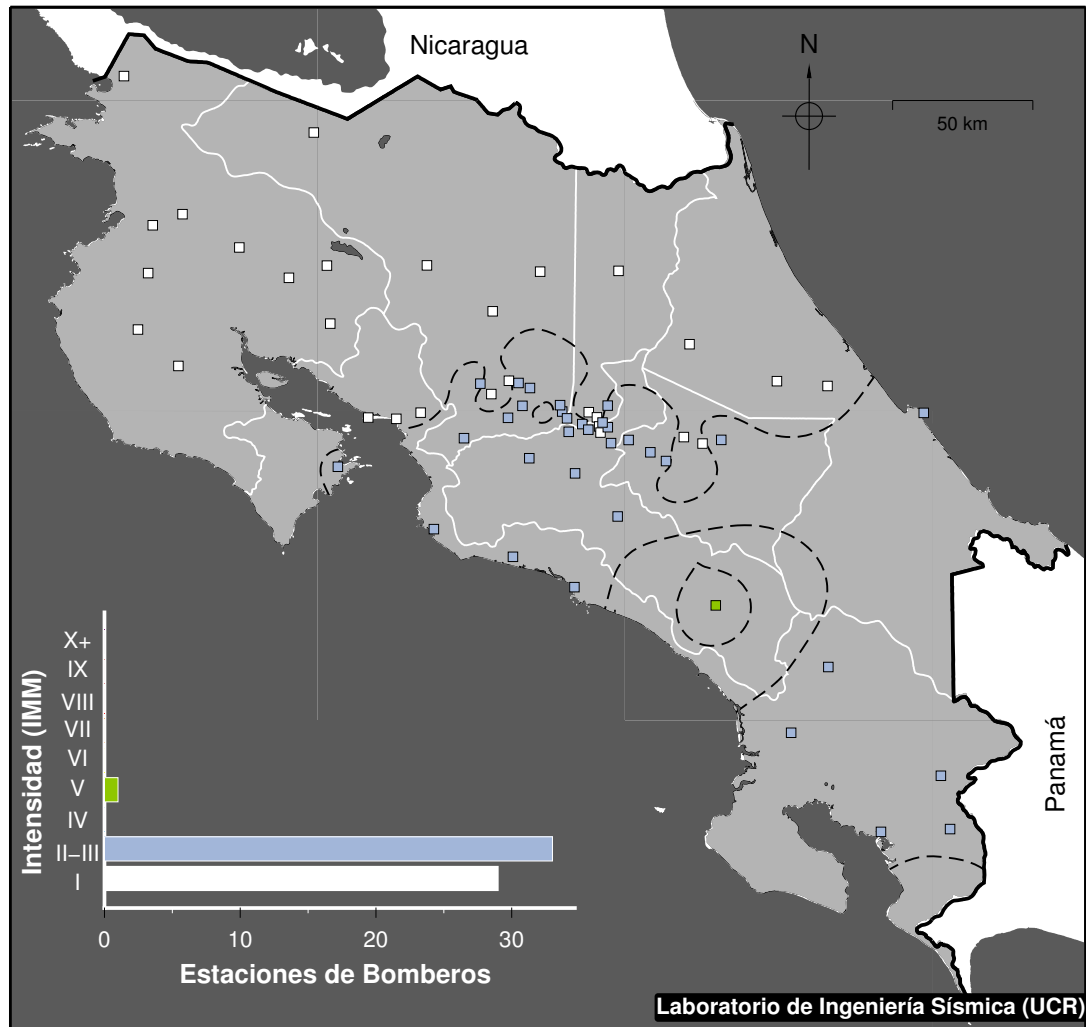 Nicaragua
N
50 km
Panamá
Intensidad (IMM)
X+
IX
VIII
VII
VI
V
IV
II–III
I
0 10 20 30
Estaciones de Bomberos
Laboratorio de Ingeniería Sísmica (UCR)